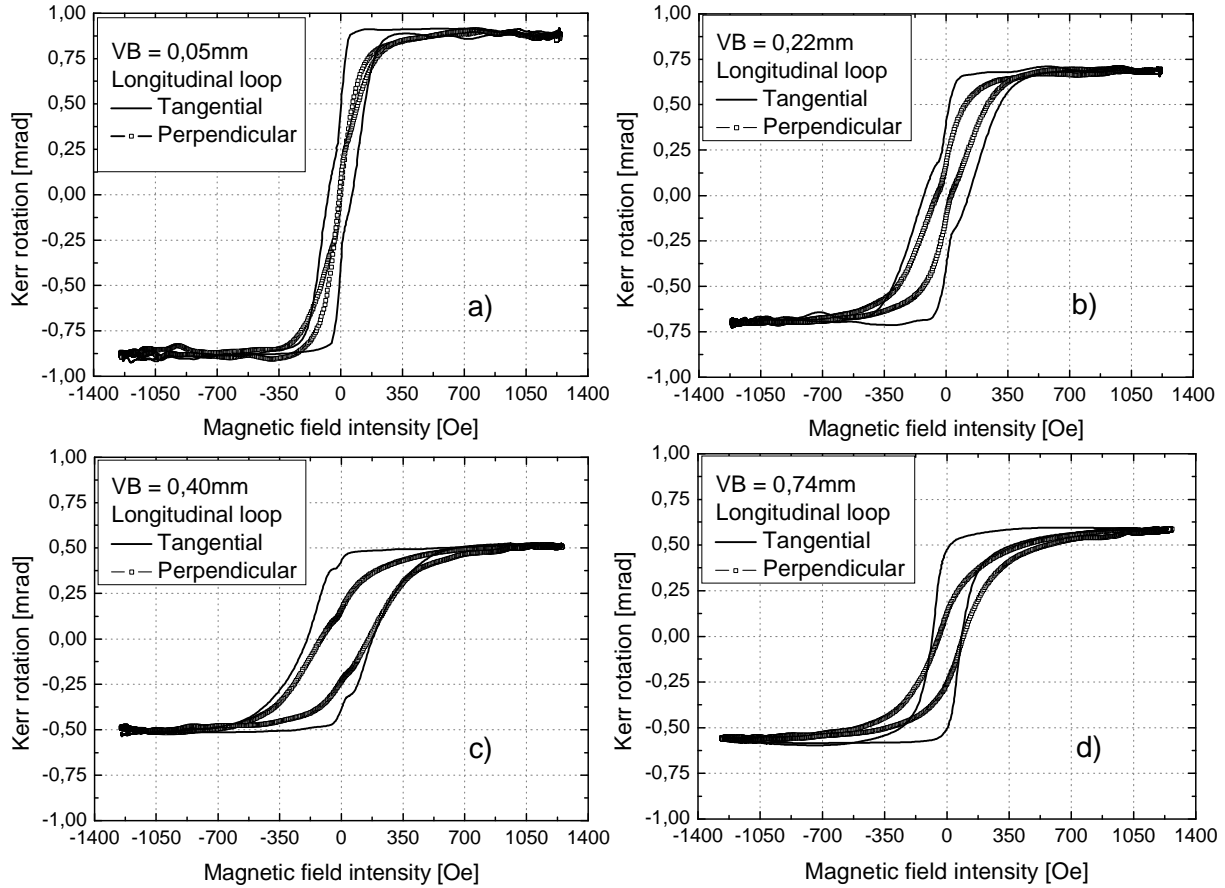 VB = 0,05mm
Longitudinal loop
Tangential
Perpendicular
a)
1,00
0,75
0,50
0,25
0,00
-0,25
-0,50
-0,75
-1,00
Kerr rotation [mrad]
-1400 -1050 -700 -350 0 350 700 1050 1400
Magnetic field intensity [Oe]
VB = 0,22mm
Longitudinal loop
Tangential
Perpendicular
b)
1,00
0,75
0,50
0,25
0,00
-0,25
-0,50
-0,75
-1,00
Kerr rotation [mrad]
-1400 -1050 -700 -350 0 350 700 1050 1400
Magnetic field intensity [Oe]
VB = 0,40mm
Longitudinal loop
Tangential
Perpendicular
c)
1,00
0,75
0,50
0,25
0,00
-0,25
-0,50
-0,75
-1,00
Kerr rotation [mrad]
-1400 -1050 -700 -350 0 350 700 1050 1400
Magnetic field intensity [Oe]
VB = 0,74mm
Longitudinal loop
Tangential
Perpendicular
d)
1,00
0,75
0,50
0,25
0,00
-0,25
-0,50
-0,75
-1,00
Kerr rotation [mrad]
-1400 -1050 -700 -350 0 350 700 1050 1400
Magnetic field intensity [Oe]